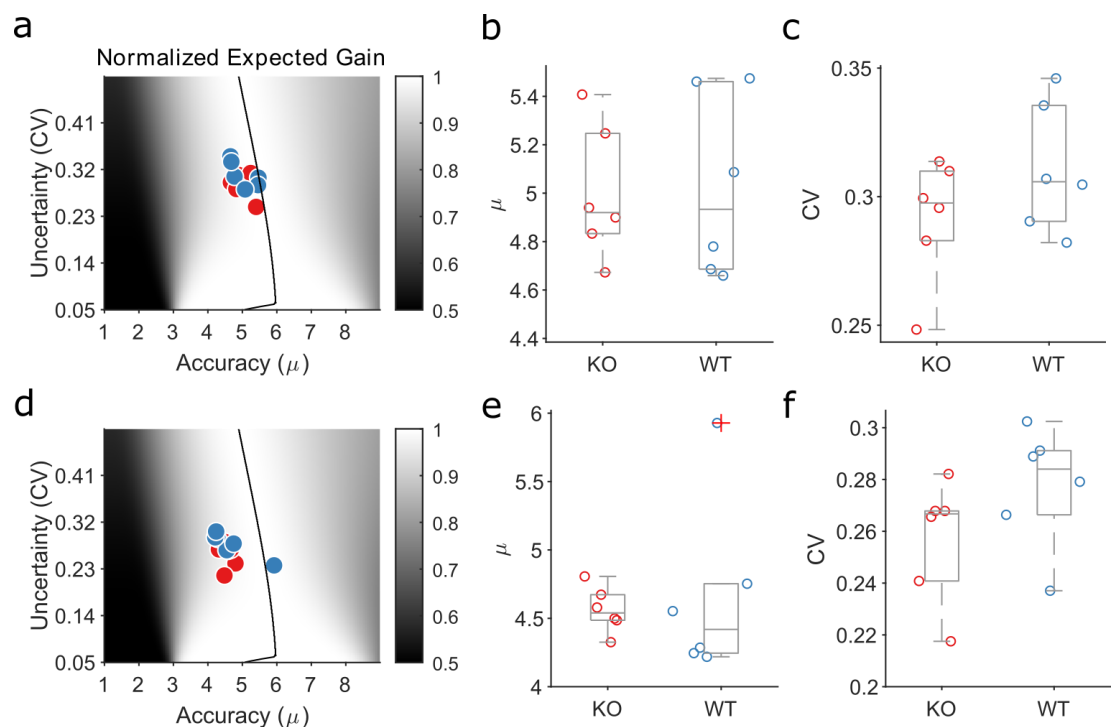 a
Normalized Expected Gain
Uncertainty (CV)
0.41
0.32
0.23
0.14
0.05
1 2 3 4 5 6 7 8
Accuracy (μ)
1
0.9
0.8
0.7
0.6
0.5
b
μ
5.4
5.2
5
4.8
4.6
4.4
KO WT
c
CV
0.35
0.3
0.25
KO WT
d
Uncertainty (CV)
0.41
0.32
0.23
0.14
0.05
1 2 3 4 5 6 7 8
Accuracy (μ)
1
0.9
0.8
0.7
0.6
0.5
e
μ
6
5.5
5
4.5
4
KO WT
f
CV
0.3
0.28
0.26
0.24
0.22
0.2
KO WT